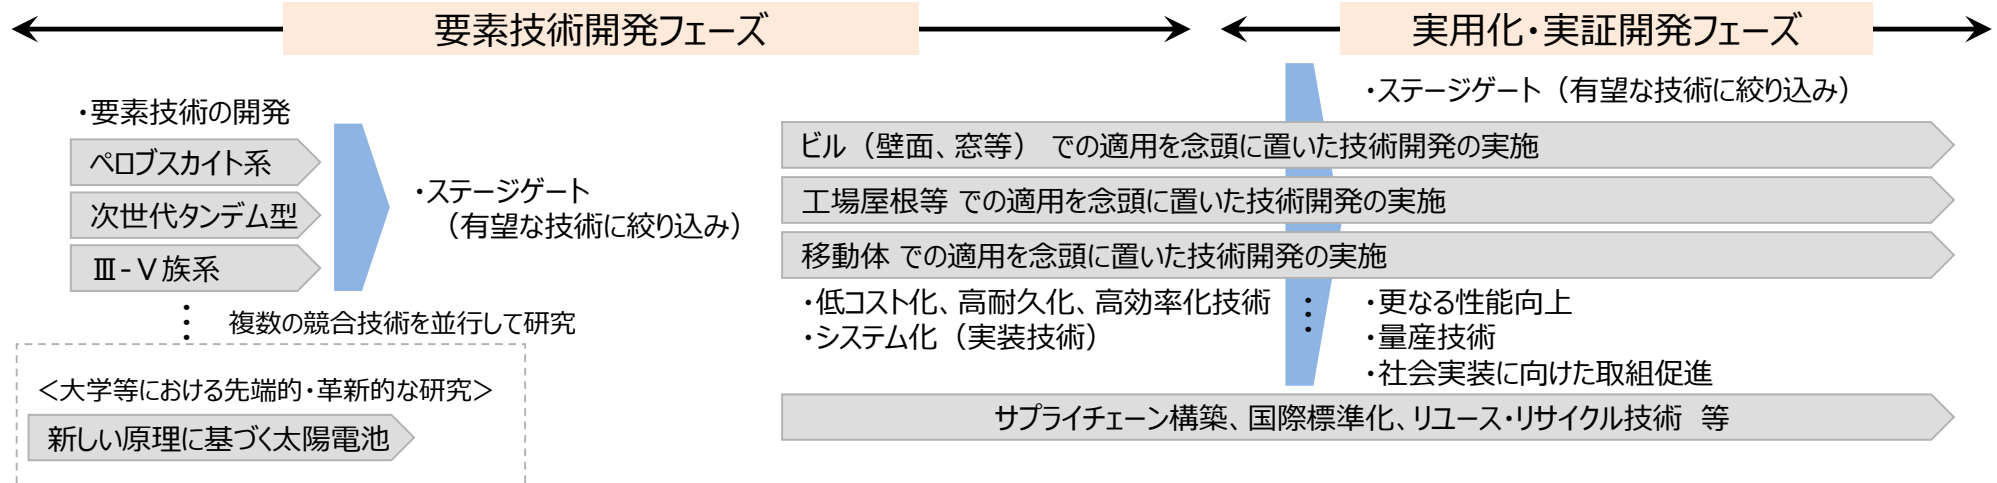 要素技術開発フェーズ
実用化・実証開発フェーズ
・要素技術の開発
ペロブスカイト系
次世代タンデム型
Ⅲ-Ⅴ族系
複数の競合技術を並行して研究
・ステージゲート
（有望な技術に絞り込み）
＜大学等における先端的・革新的な研究＞
新しい原理に基づく太陽電池
・ステージゲート（有望な技術に絞り込み）
ビル（壁面、窓等） での適用を念頭に置いた技術開発の実施
工場屋根等 での適用を念頭に置いた技術開発の実施
移動体 での適用を念頭に置いた技術開発の実施
・低コスト化、高耐久化、高効率化技術
・システム化（実装技術）
・更なる性能向上
・量産技術
・社会実装に向けた取組促進
サプライチェーン構築、国際標準化、リユース・リサイクル技術 等